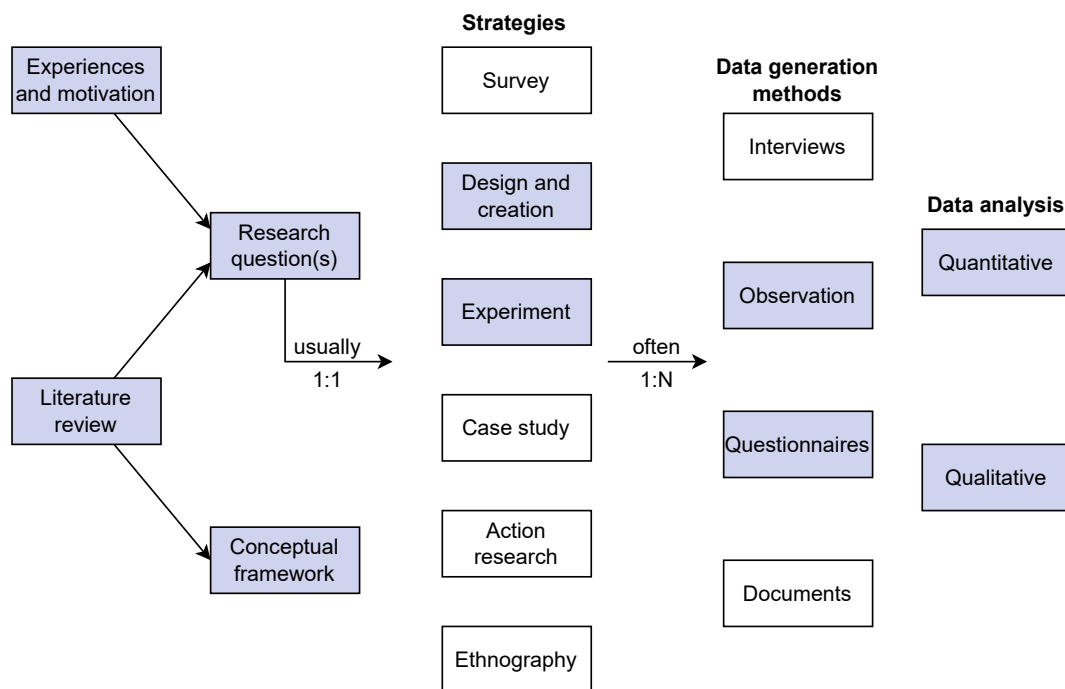 Experiences
and motivation
Literature
review
Research
question(s)
Conceptual
framework
usually
1:1
Strategies
Survey
Design and
creation
Experiment
Case study
Action
research
Ethnography
often
1:N
Data generation
methods
Interviews
Observation
Questionnaires
Documents
Data analysis
Quantitative
Qualitative